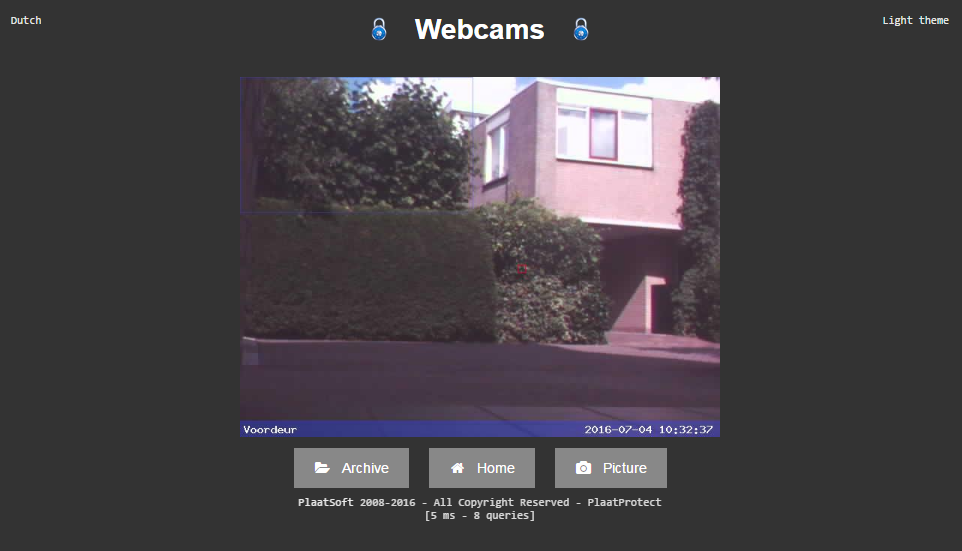 Dutch
Webcams
Light theme
Voordeur 2016-07-04 10:32:37
Archive
Home
Picture
PlaatSoft 2008-2016 - All Copyright Reserved - PlaatProtect
[5 ms - 8 queries]